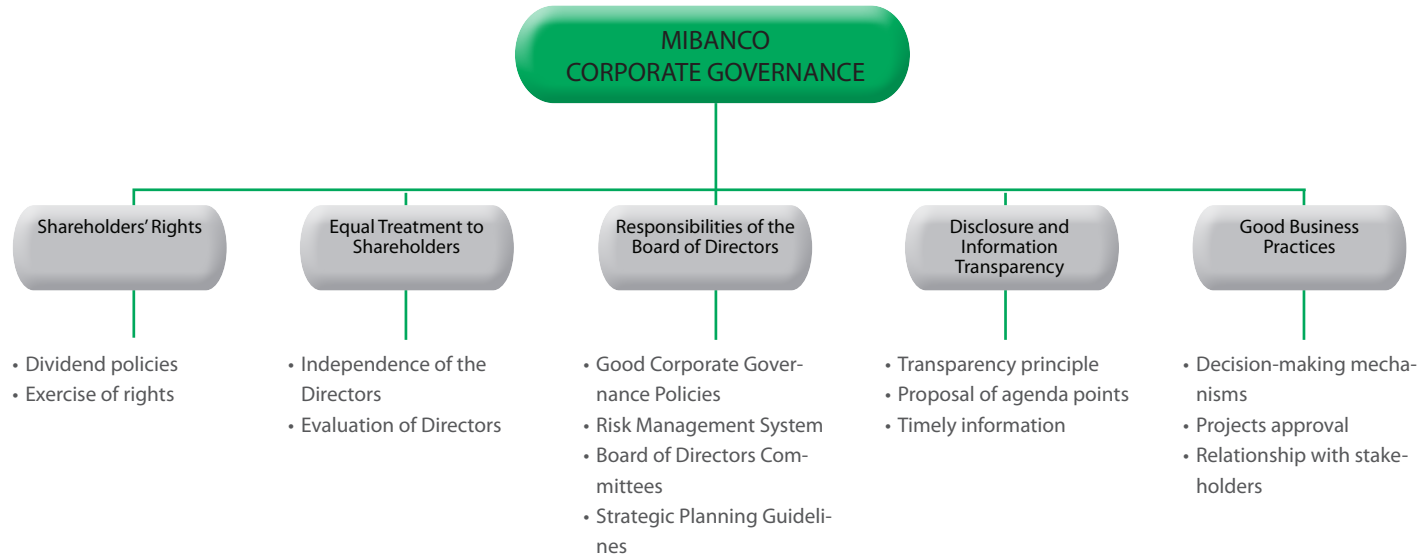 MIBANCO
CORPORATE GOVERNANCE
Shareholders' Rights
Equal Treatment to
Shareholders
Responsibilities of the
Board of Directors
Disclosure and
Information
Transparency
Good Business
Practices
• Dividend policies
• Exercise of rights
• Independence of the
Directors
• Evaluation of Directors
• Good Corporate Gover-
nance Policies
• Risk Management System
• Board of Directors Com-
mittees
• Strategic Planning Guideli-
nes
• Transparency principle
• Proposal of agenda points
• Timely information
• Decision-making mecha-
nisms
• Projects approval
• Relationship with stake-
holders